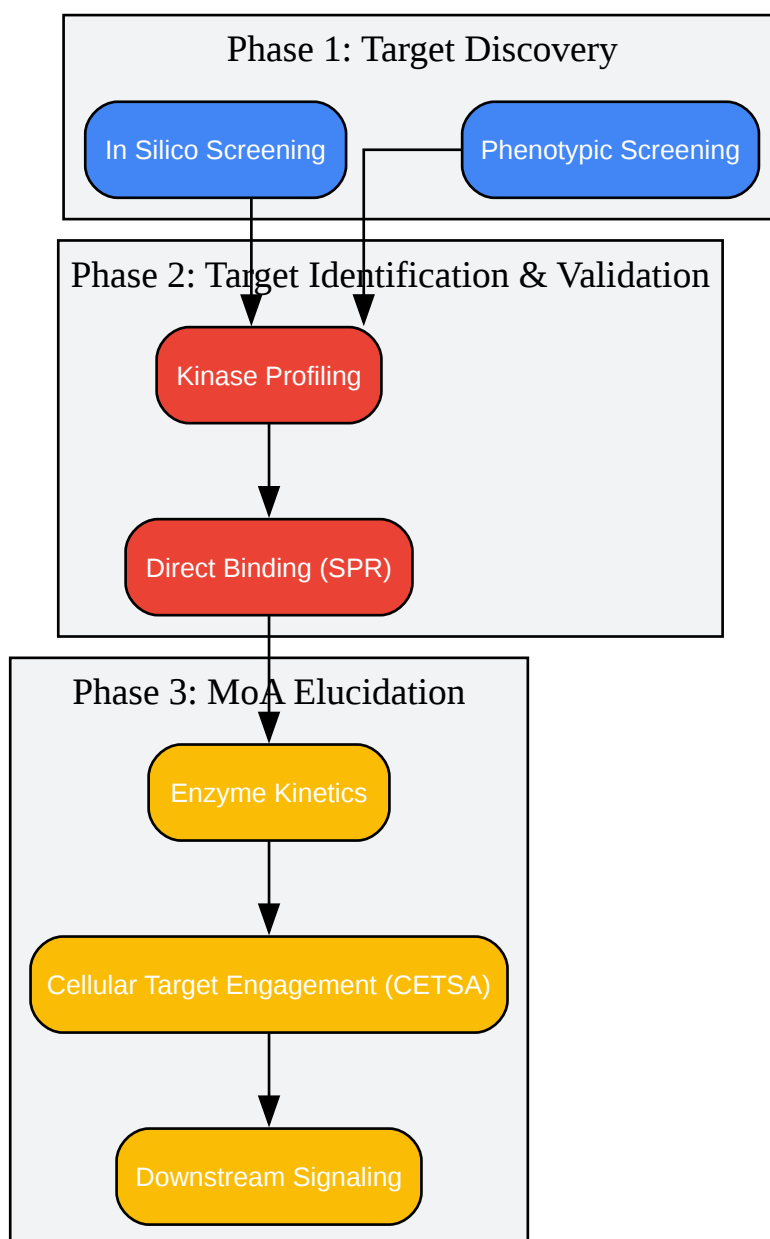 Phase 1: Target Discovery
In Silico Screening
Phenotypic Screening
Phase 2: Target Identification & Validation
Kinase Profiling
Direct Binding (SPR)
Phase 3: MoA Elucidation
Enzyme Kinetics
Cellular Target Engagement (CETSA)
Downstream Signaling